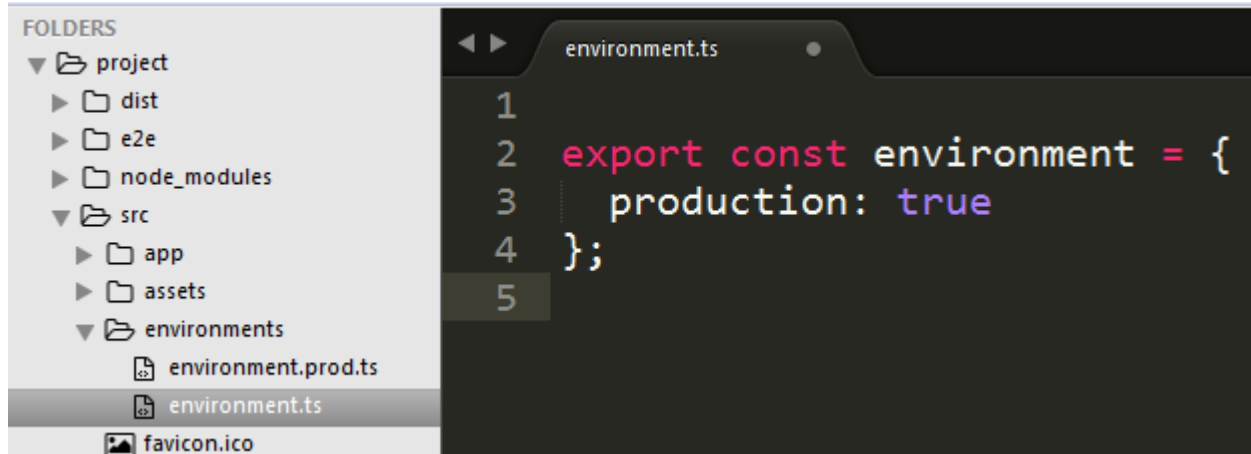 FOLDERS
project
dist
e2e
node_modules
src
app
assets
environments
environment.prod.ts
environment.ts
favicon.ico
environment.ts
1
2 export const environment = {
3 production: true
4 };
5